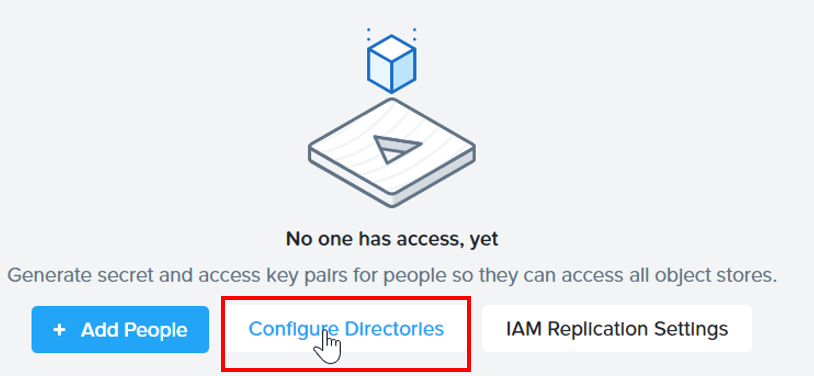 No one has access, yet
Generate secret and access key pairs for people so they can access all object stores.
+ Add People
Configure Directories
IAM Replication Settings